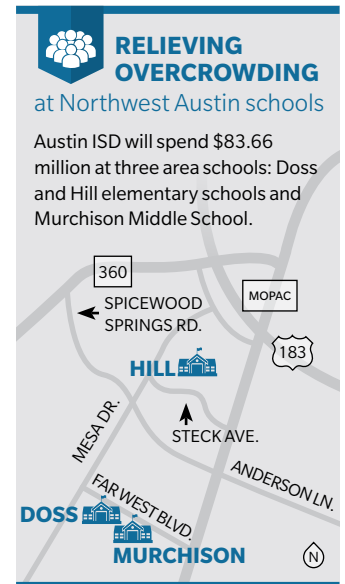 RELIEVING
OVERCROWDING
at Northwest Austin schools
Austin ISD will spend $83.66
million at three area schools: Doss
and Hill elementary schools and
Murchison Middle School.
360
SPICEWOOD
SPRINGS RD.
MOPAC
183
HILL
MESA DR.
STECK AVE.
ANDERSON LN.
FAR WEST BLVD.
DOSS
MURCHISON
N